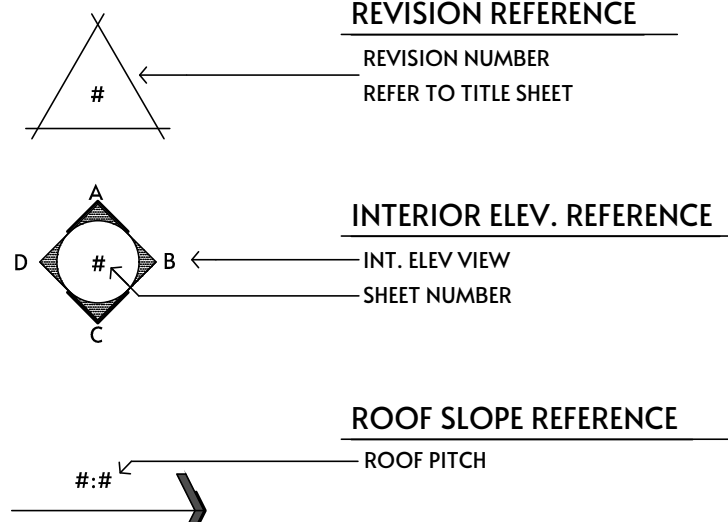 REVISION REFERENCE
REVISION NUMBER
REFER TO TITLE SHEET
#
INTERIOR ELEV. REFERENCE
INT. ELEV VIEW
SHEET NUMBER
A
D
#
B
C
ROOF SLOPE REFERENCE
ROOF PITCH
#:#